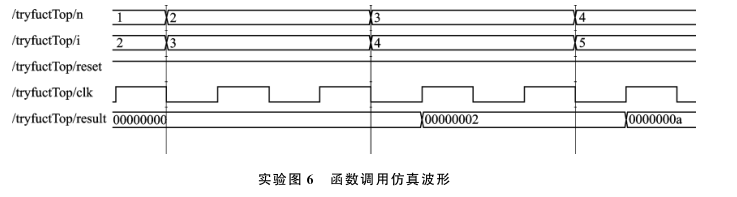 /tryfuctTop/n 1 2 3 4
/tryfuctTop/i 2 3 4 5
/tryfuctTop/reset
/tryfuctTop/clk
/tryfuctTop/result 00000000 00000002 0000000a
实验图 6 函数调用仿真波形